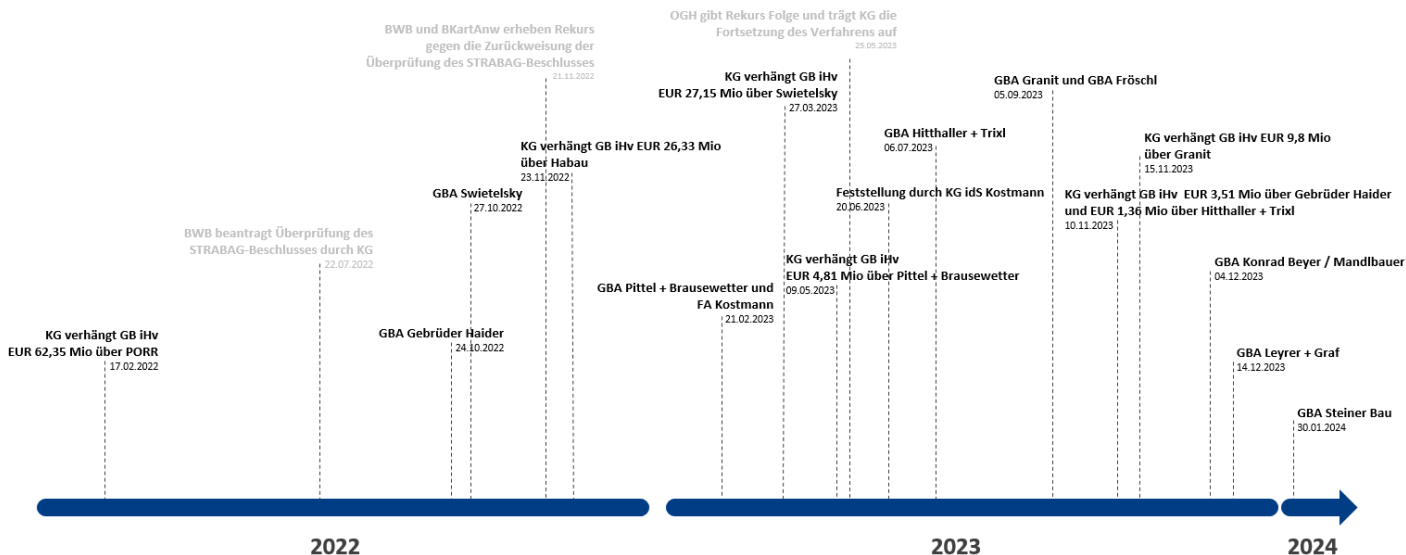 OGH gibt Rekurs Folge und trägt KG die
Fortsetzung des Verfahrens auf
25.05.2023
BWB und BKartAnw erheben Rekurs
gegen die Zurückweisung der
Überprüfung des STRABAG-Beschlusses
21.11.2022
KG verhängt GB iHv
EUR 27,15 Mio über Swietelsky
27.03.2023
GBA Granit und GBA Fröschl
05.09.2023
GBA Hitthaller + Trixl
06.07.2023
KG verhängt GB iHv EUR 26,33 Mio
über Habau
23.11.2022
KG verhängt GB iHv EUR 9,8 Mio
über Granit
15.11.2023
GBA Swietelsky
27.10.2022
Feststellung durch KG idS Kostmann
20.06.2023
KG verhängt GB iHv  EUR 3,51 Mio über Gebrüder Haider
und EUR 1,36 Mio über Hitthaller + Trixl
10.11.2023
BWB beantragt Überprüfung des
STRABAG-Beschlusses durch KG
22.07.2022
KG verhängt GB iHv
EUR 4,81 Mio über Pittel + Brausewetter
09.05.2023
GBA Konrad Beyer / Mandlbauer
04.12.2023
GBA Pittel + Brausewetter und
FA Kostmann
21.02.2023
KG verhängt GB iHv
EUR 62,35 Mio über PORR
17.02.2022
GBA Gebrüder Haider
24.10.2022
GBA Leyrer + Graf
14.12.2023
GBA Steiner Bau
30.01.2024
2022
2023
2024